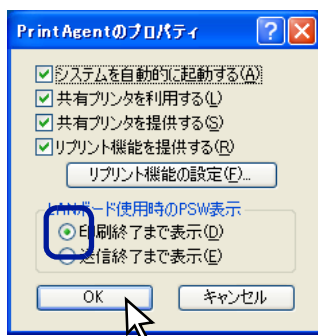 PrintAgentのプロパティ
システムを自動的に起動する(A)
共有プリンタを利用する(L)
共有プリンタを提供する(S)
リプリント機能を提供する(R)
リプリント機能の設定(F)...
LANボード使用時のPSW表示
印刷終了まで表示(D)
送信終了まで表示(E)
OK
キャンセル